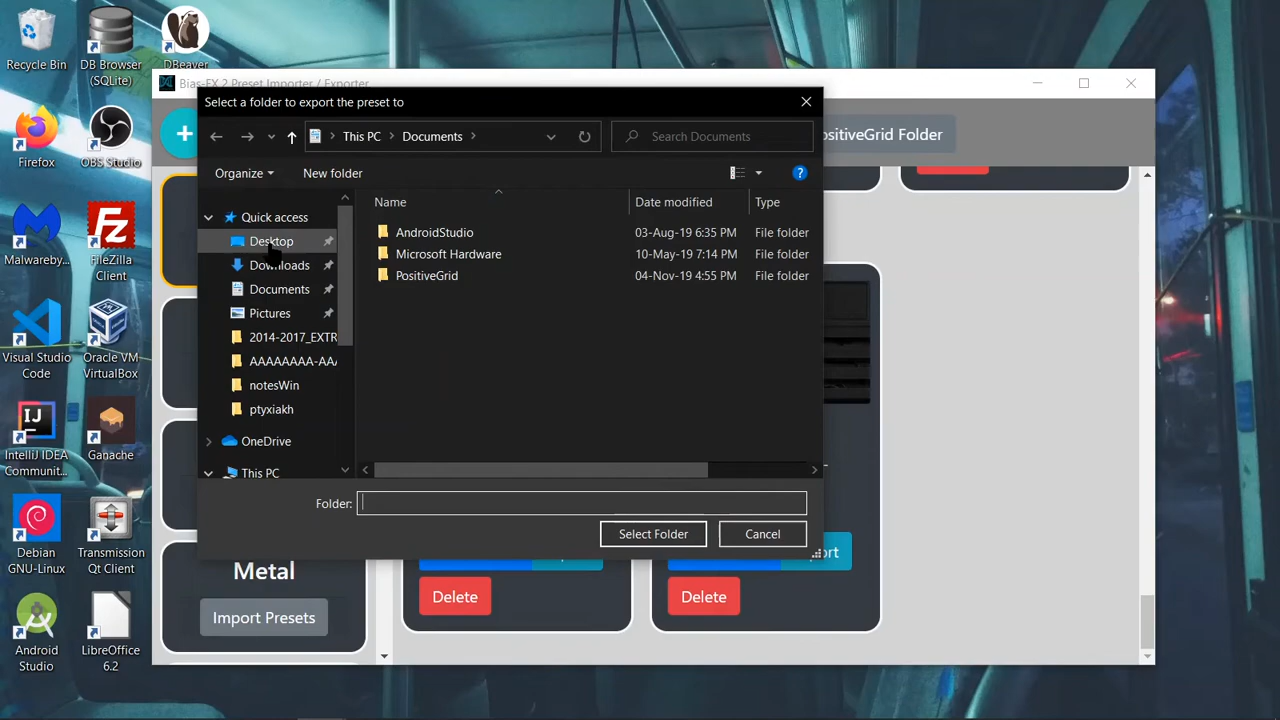 Recycle Bin
DB Browser
(SQLite)
DBeaver
Firefox
OBS Studio
Malwareby...
FileZilla
Client
Visual Studio
Code
Oracle VM
VirtualBox
IntelliJ IDEA
Communit...
Ganache
Debian
GNU-Linux
Transmission
Qt Client
Android
Studio
LibreOffice
6.2
Bias-FX 2 Preset Importer / Exporter
+
PositiveGrid Folder
Select a folder to export the preset to
This PC
Documents
Search Documents
Organize
New folder
?
Quick access
Desktop
Downloads
Documents
Pictures
2014-2017_EXTR
AAAAAAAA-AAA
notesWin
ptyxiakh
OneDrive
This PC
Name
Date modified
Type
AndroidStudio
03-Aug-19 6:35 PM
File folder
Microsoft Hardware
10-May-19 7:14 PM
File folder
PositiveGrid
04-Nov-19 4:55 PM
File folder
Folder:
Select Folder
Cancel
Metal
Import Presets
Delete
Delete